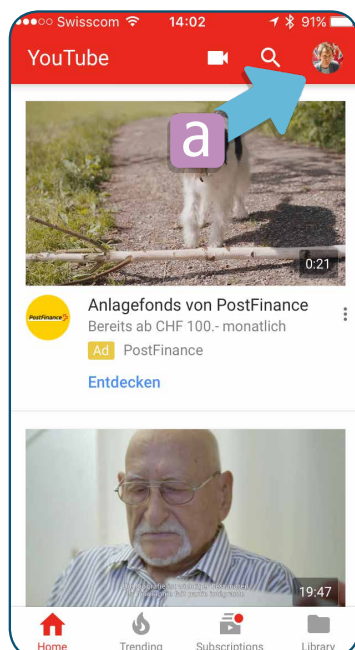 Swisscom 14:02 91%
YouTube
a
0:21
PostFinance
Anlagefonds von PostFinance
Bereits ab CHF 100.- monatlich
Ad PostFinance
Entdecken
19:47
Home Trending Subscriptions Library